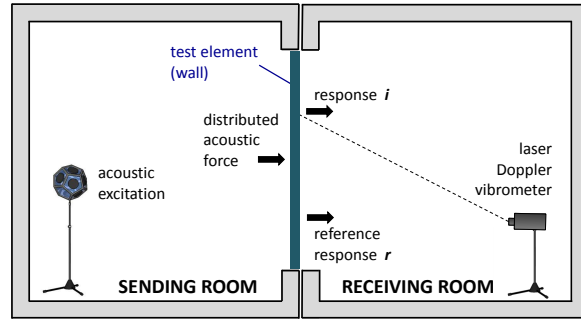 test element
(wall)
response i
distributed
acoustic
force
laser
Doppler
vibrometer
acoustic
excitation
reference
response r
SENDING ROOM
RECEIVING ROOM